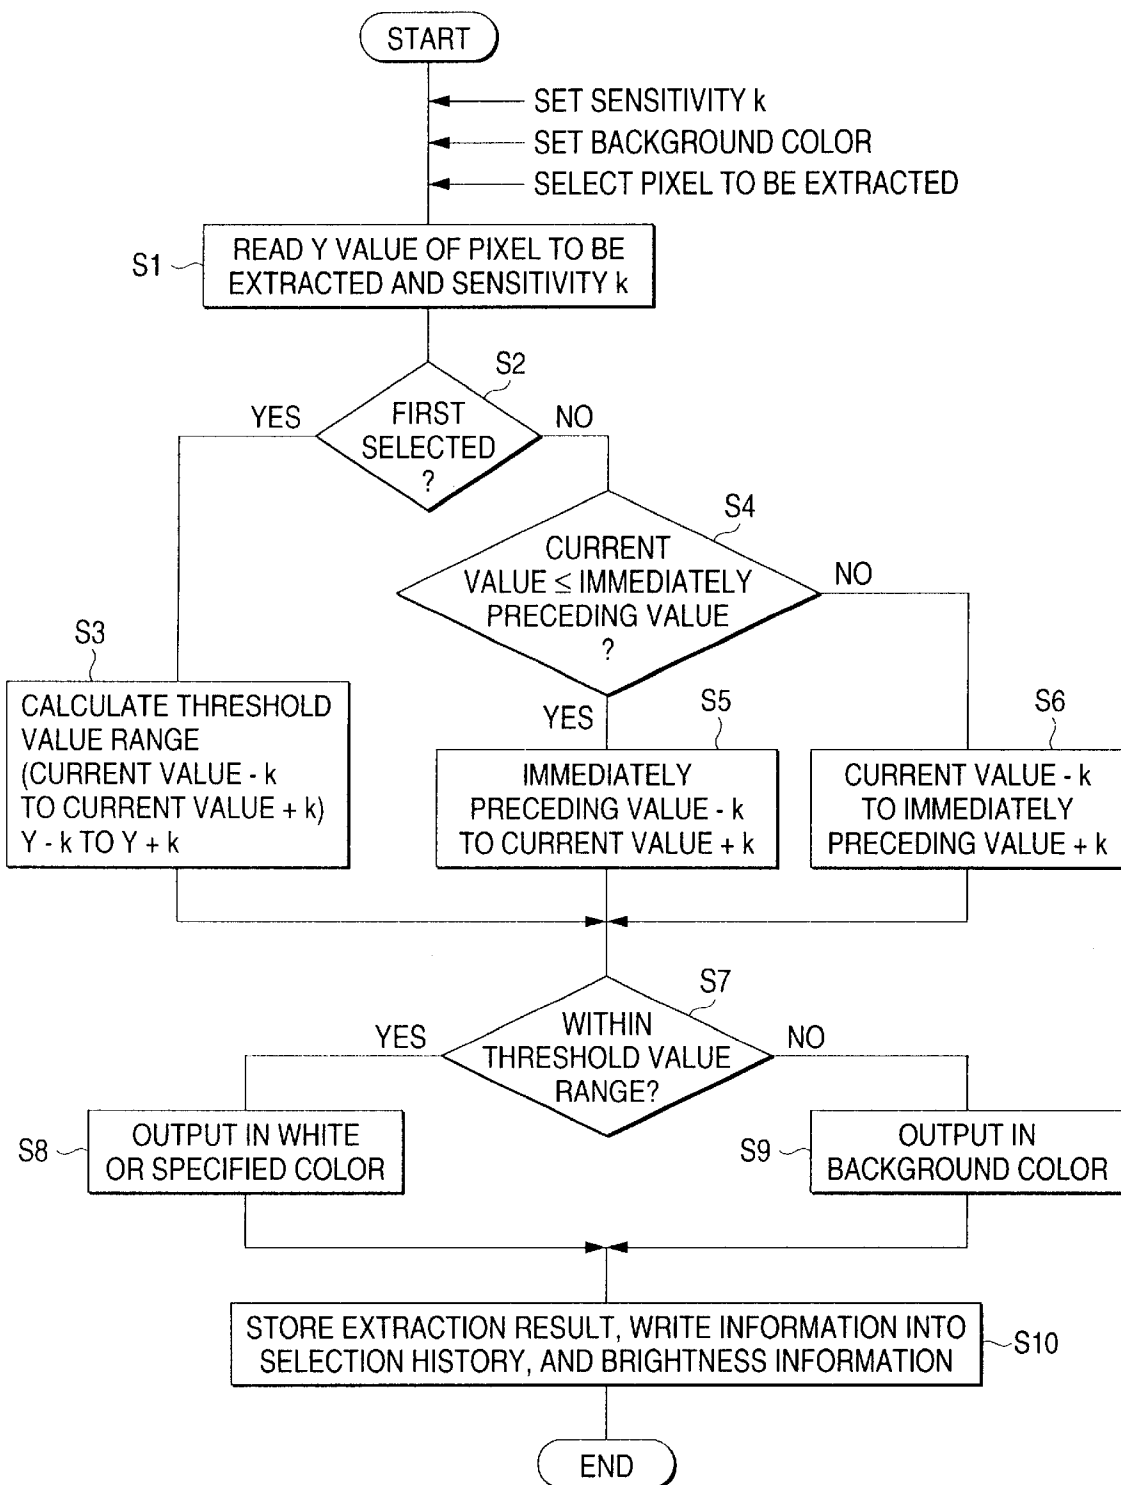 START
SET SENSITIVITY k
SET BACKGROUND COLOR
SELECT PIXEL TO BE EXTRACTED
S1
READ Y VALUE OF PIXEL TO BE
EXTRACTED AND SENSITIVITY k
S2
YES
FIRST
SELECTED
?
NO
S4
CURRENT
VALUE ≤ IMMEDIATELY
PRECEDING VALUE
?
NO
YES
S3
CALCULATE THRESHOLD
VALUE RANGE
(CURRENT VALUE - k
TO CURRENT VALUE + k)
Y - k TO Y + k
S5
IMMEDIATELY
PRECEDING VALUE - k
TO CURRENT VALUE + k
S6
CURRENT VALUE - k
TO IMMEDIATELY
PRECEDING VALUE + k
S7
YES
WITHIN
THRESHOLD VALUE
RANGE?
NO
S8
OUTPUT IN WHITE
OR SPECIFIED COLOR
S9
OUTPUT IN
BACKGROUND COLOR
STORE EXTRACTION RESULT, WRITE INFORMATION INTO
SELECTION HISTORY, AND BRIGHTNESS INFORMATION
S10
END